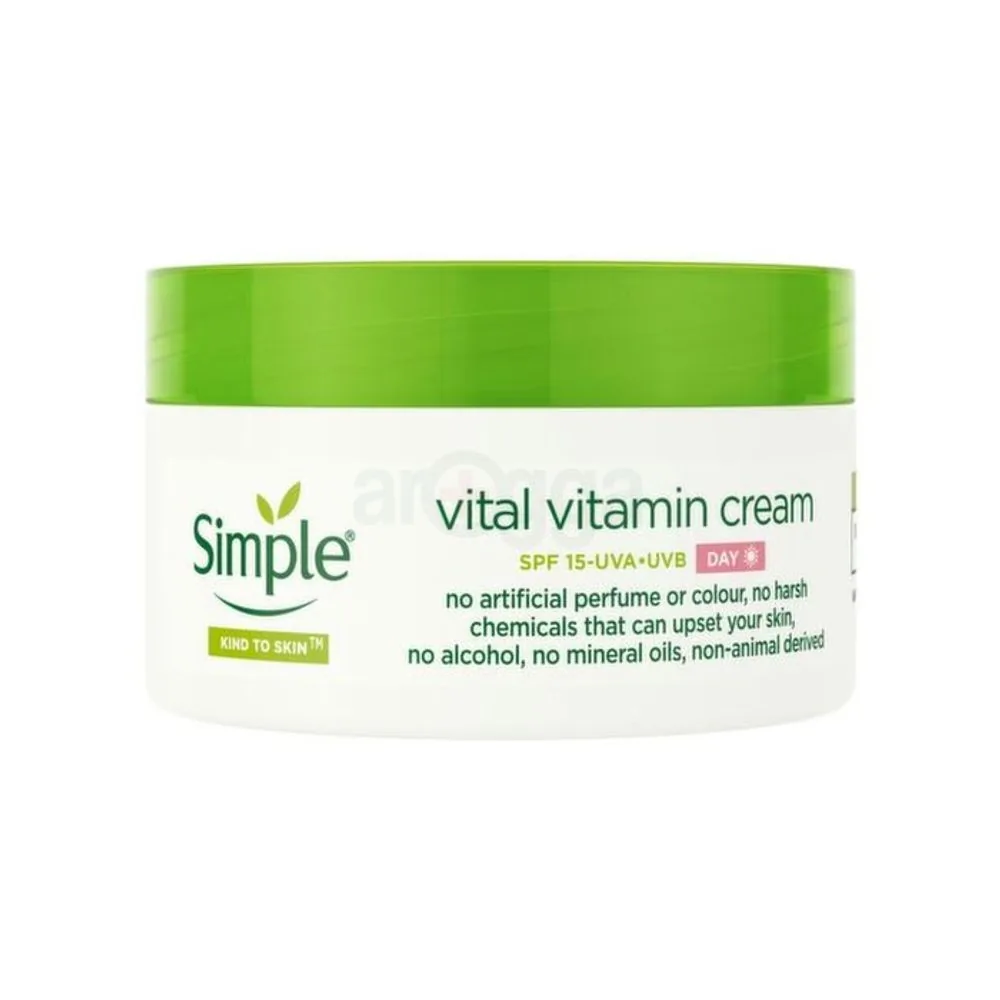 arogga
Simple®
KIND TO SKIN™
vital vitamin cream
SPF 15-UVA•UVB DAY
no artificial perfume or colour, no harsh
chemicals that can upset your skin,
no alcohol, no mineral oils, non-animal derived